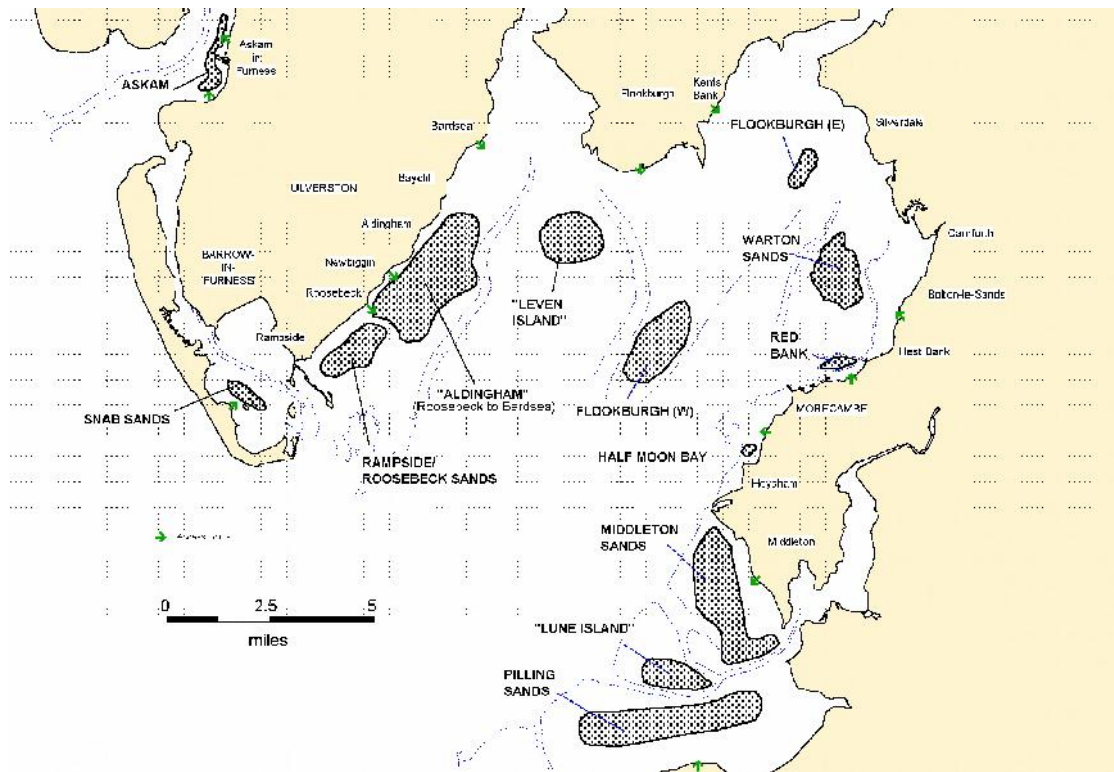 Askam
in
Furness
ASKAM
Kents
Bank
Flookburgh
FLOOKBURGH (E)
Silverdale
Bardsea
ULVERSTON
Aldingham
BARROW-
IN-
FURNESS
Newbiggin
WARTON
SANDS
Carnforth
Roosebeck
"LEVEN
ISLAND"
Bolton-le-Sands
Rampside
RED
BANK
Hest Bank
SNAB SANDS
"ALDINGHAM"
(Roosebeck to Bardsea)
FLOOKBURGH (W)
MORECAMBE
RAMPSIDE/
ROOSEBECK SANDS
HALF MOON BAY
Heysham
MIDDLETON
SANDS
Middleton
0 2.5 5
miles
"LUNE ISLAND"
PILLING
SANDS